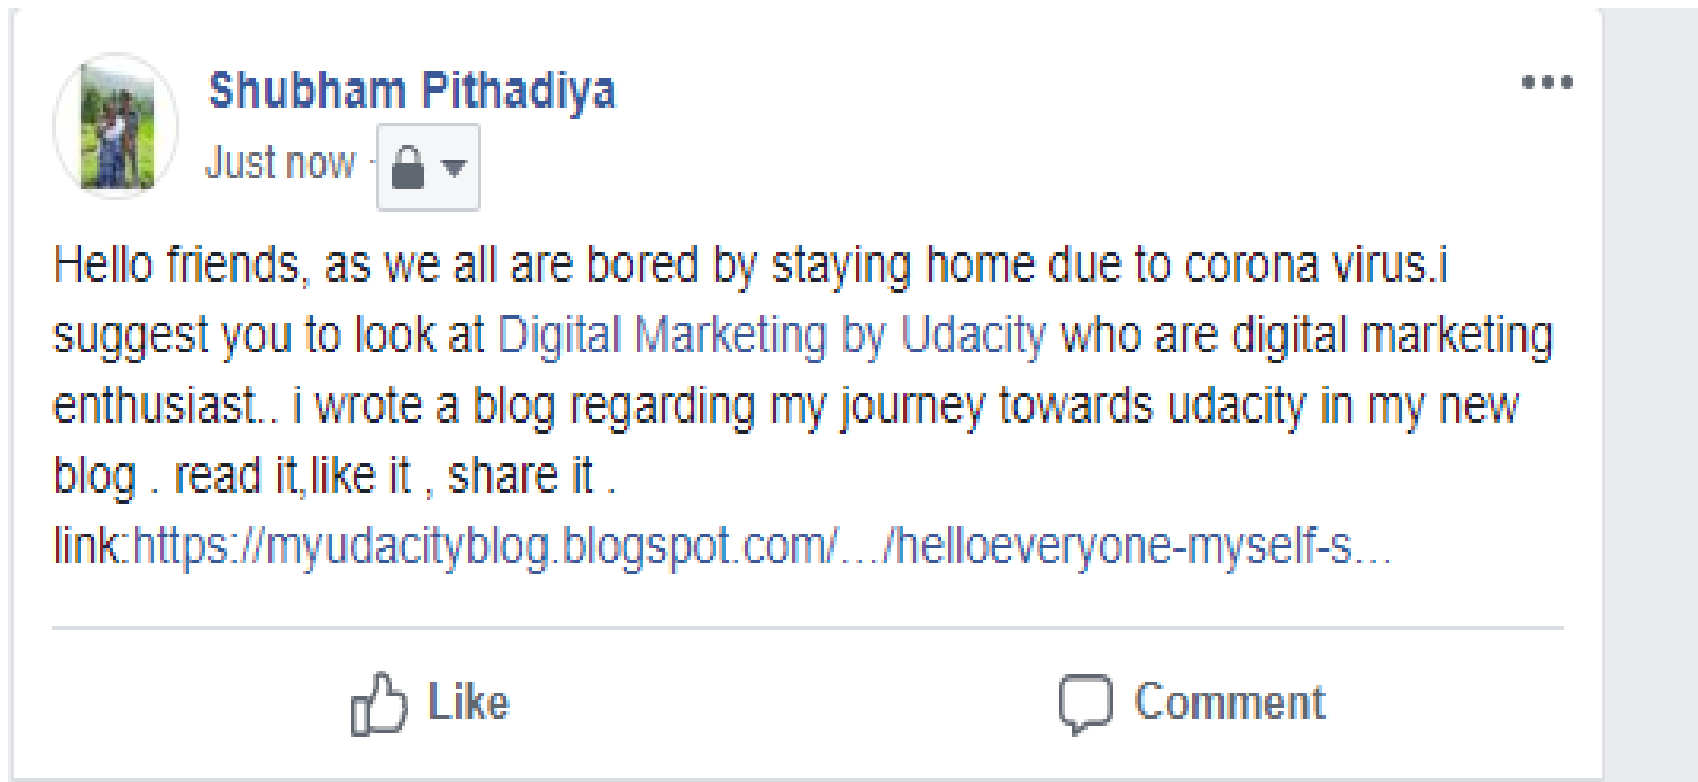 Shubham Pithadiya
Just now ·
Hello friends, as we all are bored by staying home due to corona virus.i
suggest you to look at Digital Marketing by Udacity who are digital marketing
enthusiast.. i wrote a blog regarding my journey towards udacity in my new
blog . read it,like it , share it .
link:https://myudacityblog.blogspot.com/…/helloeveryone-myself-s…
Like
Comment